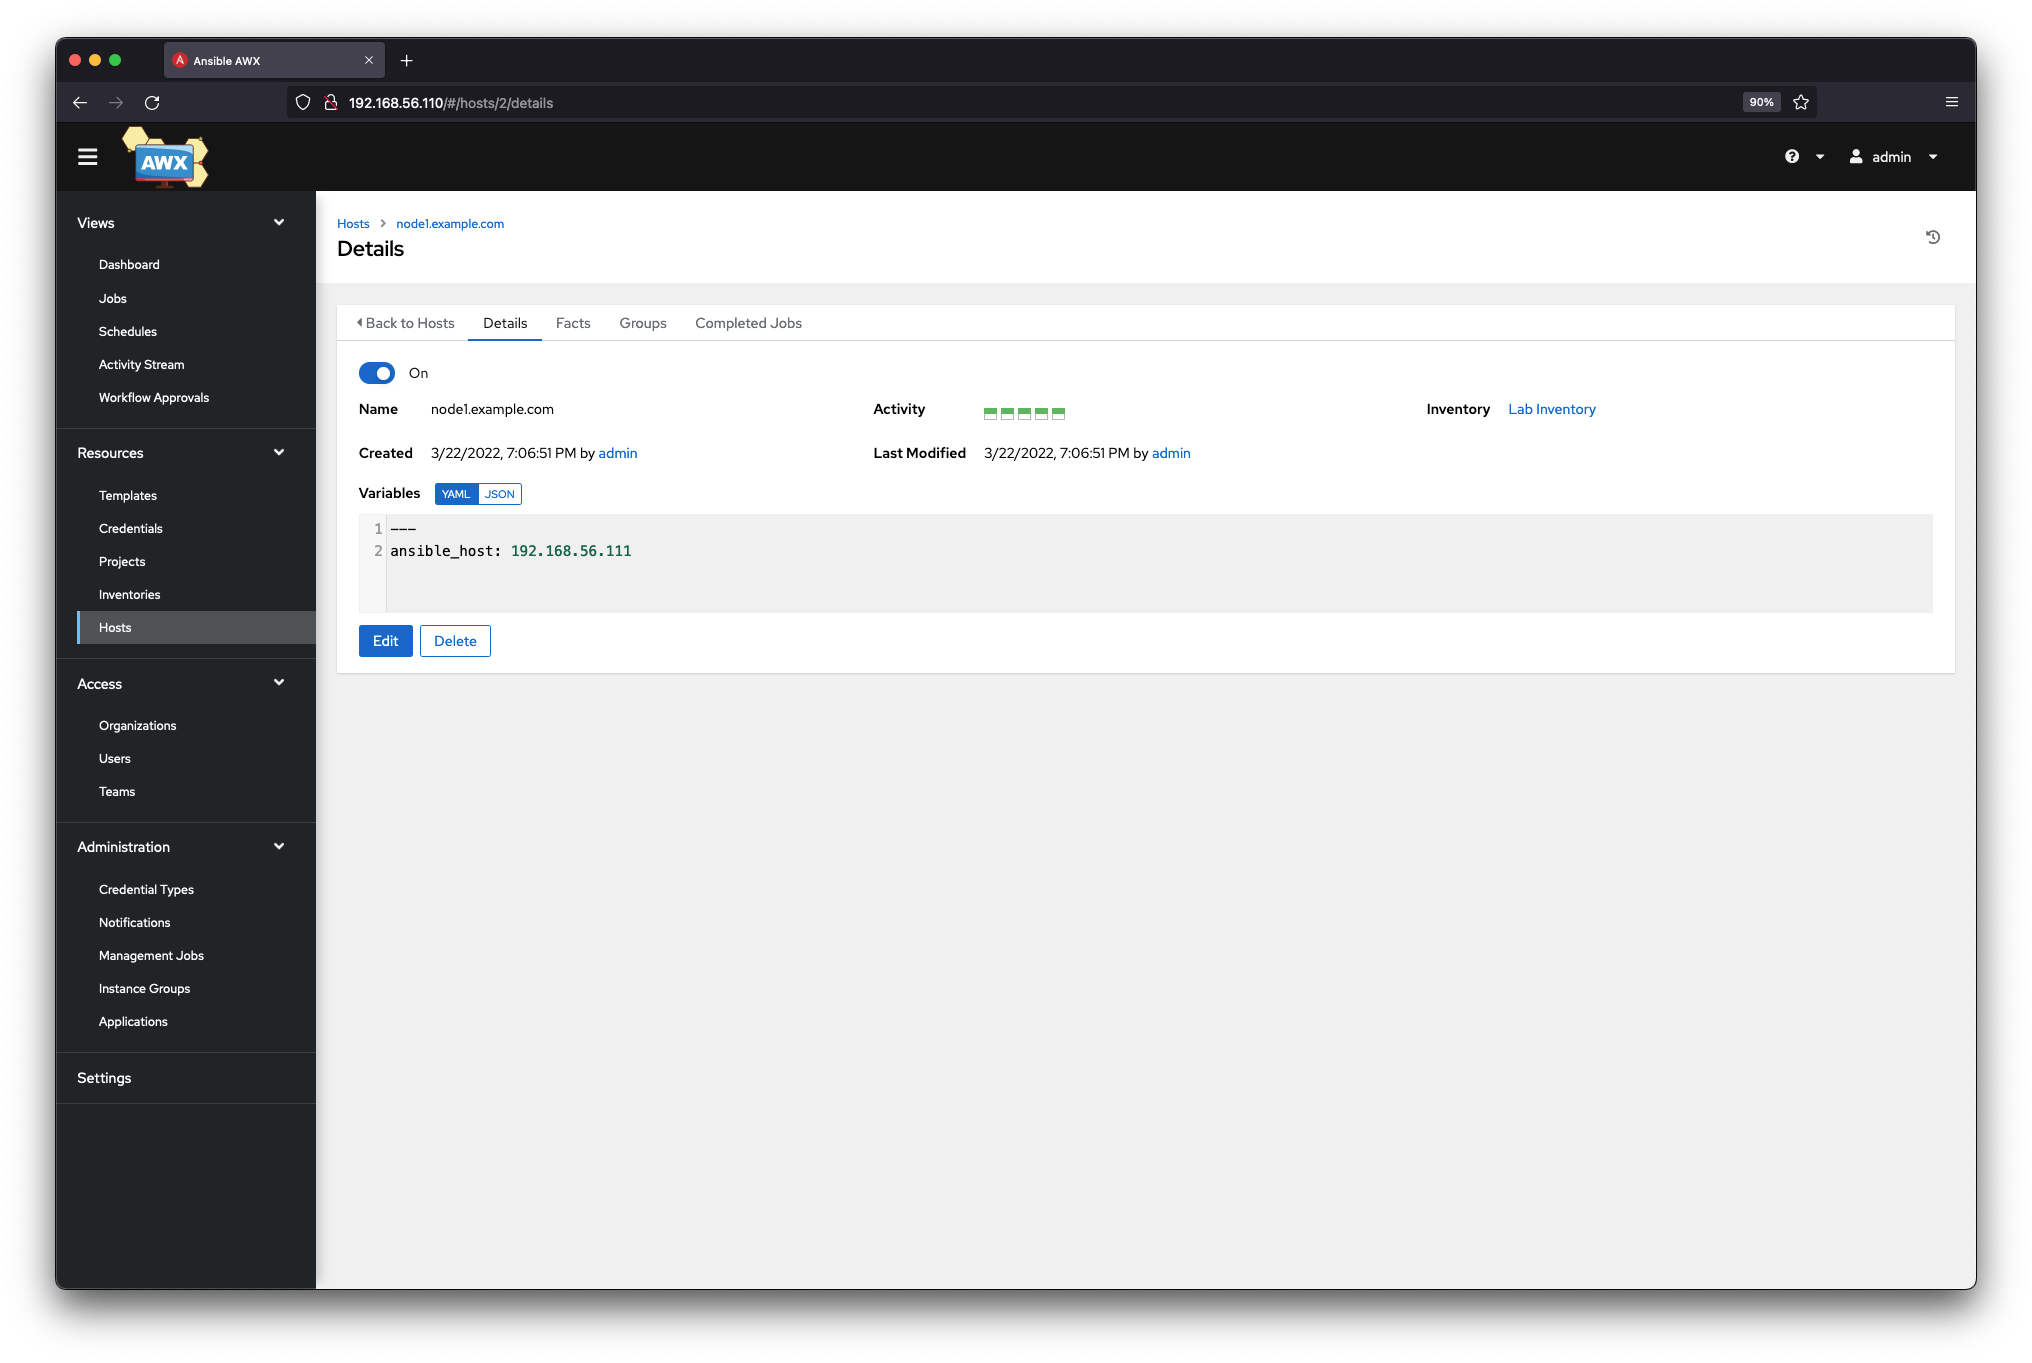 Ansible AWX
192.168.56.110/#/hosts/2/details
90%
AWX
admin
Views
Dashboard
Jobs
Schedules
Activity Stream
Workflow Approvals
Resources
Templates
Credentials
Projects
Inventories
Hosts
Access
Organizations
Users
Teams
Administration
Credential Types
Notifications
Management Jobs
Instance Groups
Applications
Settings
Hosts > node1.example.com
Details
Back to Hosts Details Facts Groups Completed Jobs
On
Name node1.example.com Activity Inventory Lab Inventory
Created 3/22/2022, 7:06:51 PM by admin Last Modified 3/22/2022, 7:06:51 PM by admin
Variables YAML JSON
1 ---
2 ansible_host: 192.168.56.111
Edit Delete